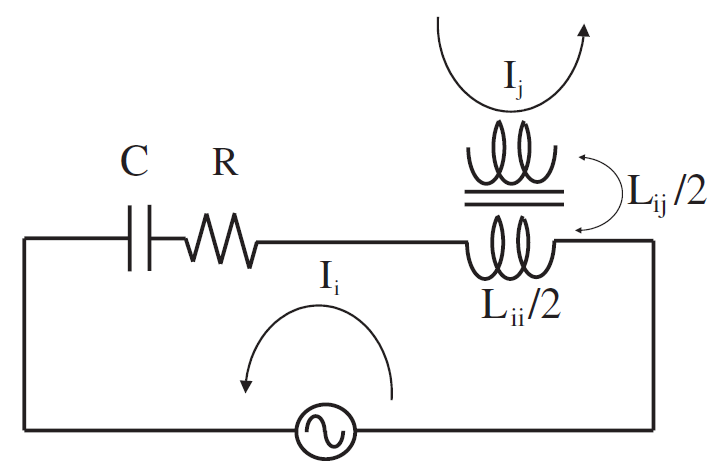 I_j
C R
L_ij /2
I_i
L_ii/2